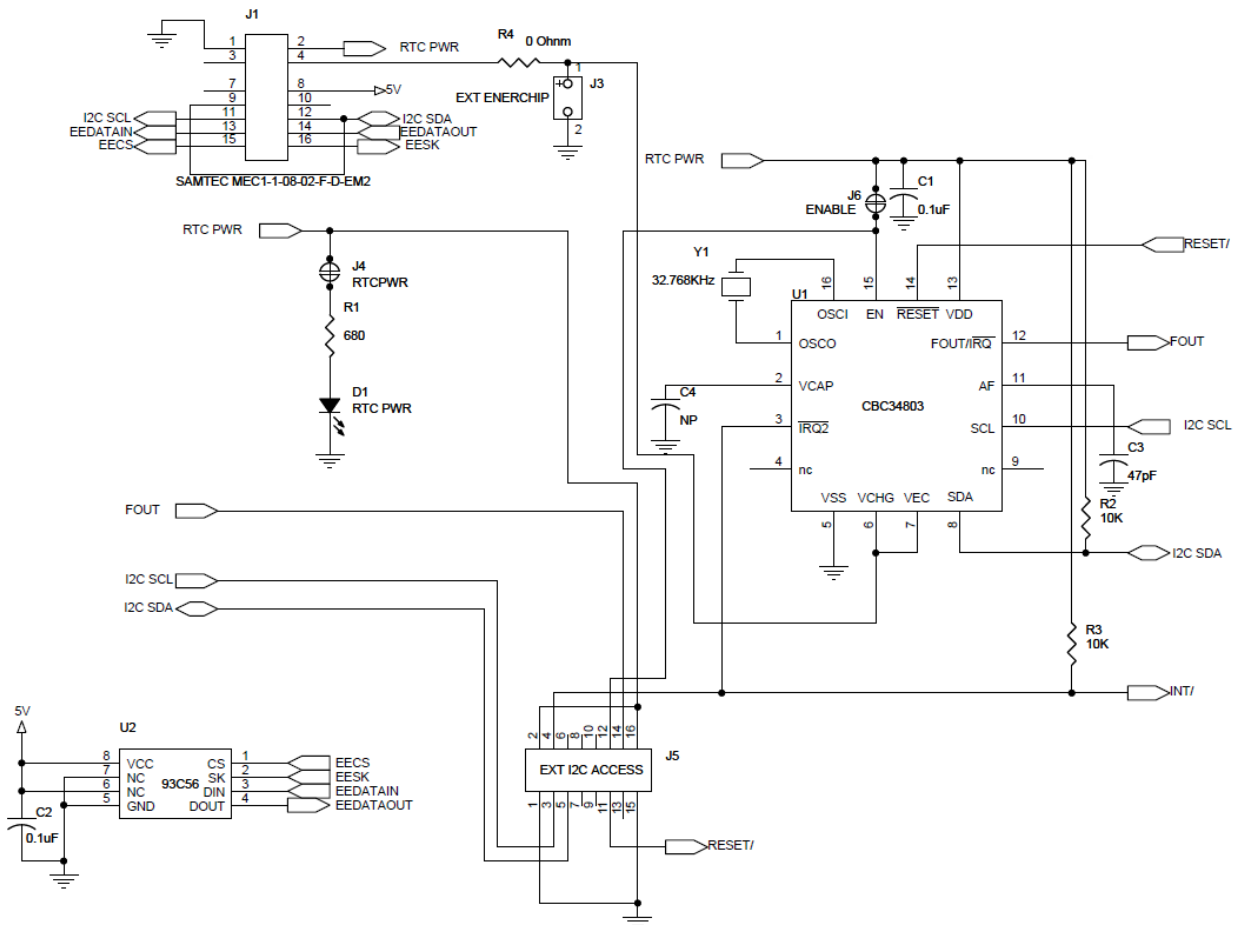 J1
1 2 RTC PWR
3 4
7 8 5V
9 10
I2C SCL 11 12 I2C SDA
EEDATAIN 13 14 EEDATAOUT
EECS 15 16 EESK
SAMTEC MEC1-1-08-02-F-D-EM2
R4
0 Ohnm
1
+
J3
EXT ENERCHIP
2
RTC PWR
J4
RTCPWR
R1
680
D1
RTC PWR
RTC PWR
J6
ENABLE
C1
0.1uF
RESET/
Y1
32.768KHz
16 15 14 13
U1
OSCI EN RESET VDD
1 OSCO FOUT/IRQ 12 FOUT
2 VCAP AF 11
C4
NP
CBC34803
3 IRQ2 SCL 10 I2C SCL
4 nc nc 9
C3
47pF
VSS VCHG VEC SDA
5 6 7 8
R2
10K
I2C SDA
R3
10K
INT/
FOUT
I2C SCL
I2C SDA
2 4 6 8 10 12 14 16
J5
EXT I2C ACCESS
1 3 5 7 9 11 13 15
RESET/
5V
U2
8 VCC CS 1 EECS
7 NC SK 2 EESK
93C56
6 NC DIN 3 EEDATAIN
5 GND DOUT 4 EEDATAOUT
C2
0.1uF